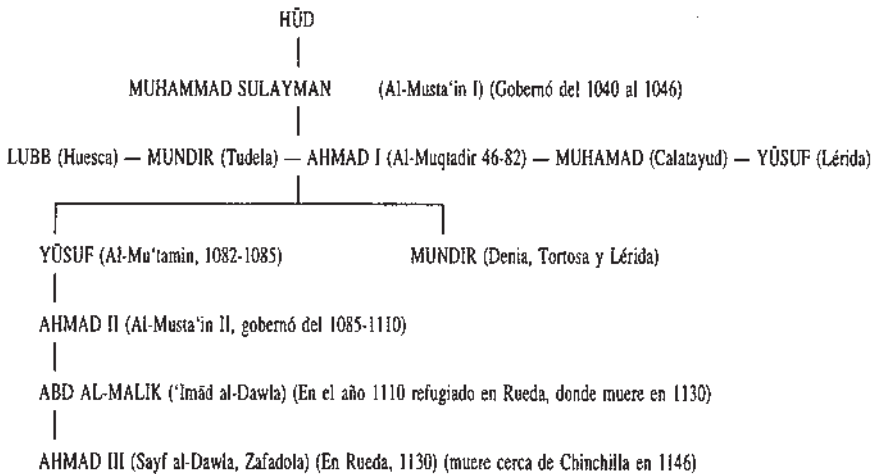 HŪD
MUHAMMAD SULAYMAN (Al-Musta‘in I) (Gobernó del 1040 al 1046)
LUBB (Huesca) — MUNDIR (Tudela) — AHMAD I (Al-Muqtadir 46-82) — MUHAMAD (Calatayud) — YŪSUF (Lérida)
YŪSUF (Al-Mu‘tamin, 1082-1085) MUNDIR (Denia, Tortosa y Lérida)
AHMAD II (Al-Musta‘in II, gobernó del 1085-1110)
ABD AL-MALIK (‘Imād al-Dawla) (En el año 1110 refugiado en Rueda, donde muere en 1130)
AHMAD III (Sayf al-Dawla, Zafadola) (En Rueda, 1130) (muere cerca de Chinchilla en 1146)